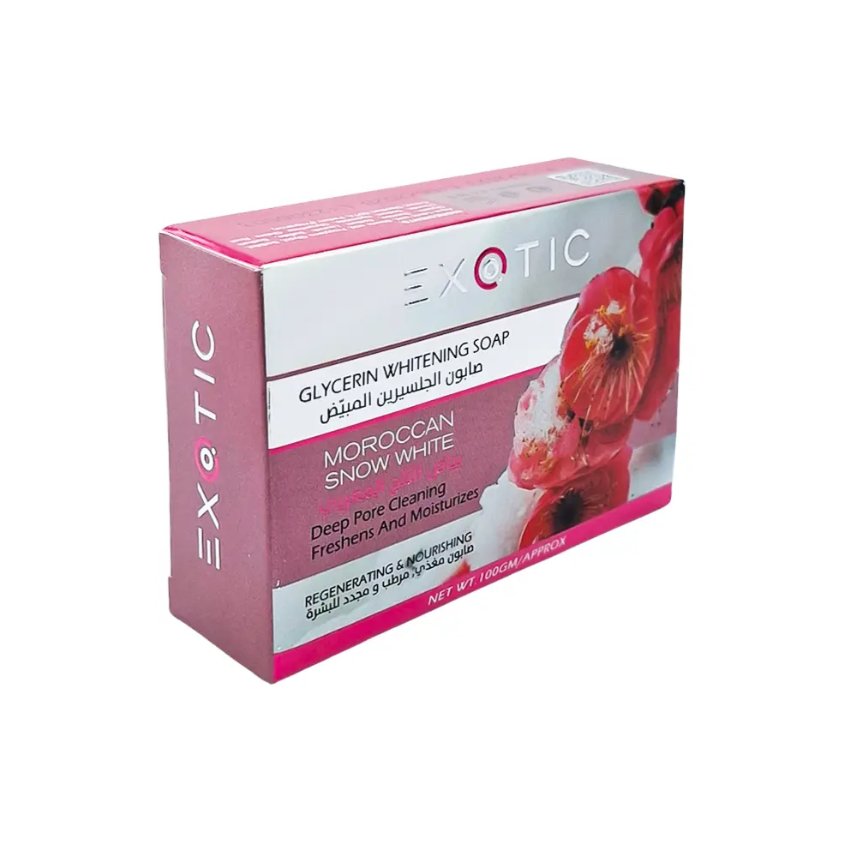 EXOTIC
GLYCERIN WHITENING SOAP
صابون الجلسيرين المبيّض
MOROCCAN
SNOW WHITE
Deep Pore Cleaning
Freshens And Moisturizes
REGENERATING & NOURISHING
صابون مغذي, مرطب و مجدد للبشرة
NET WT 100GM/APPROX
EXOTIC